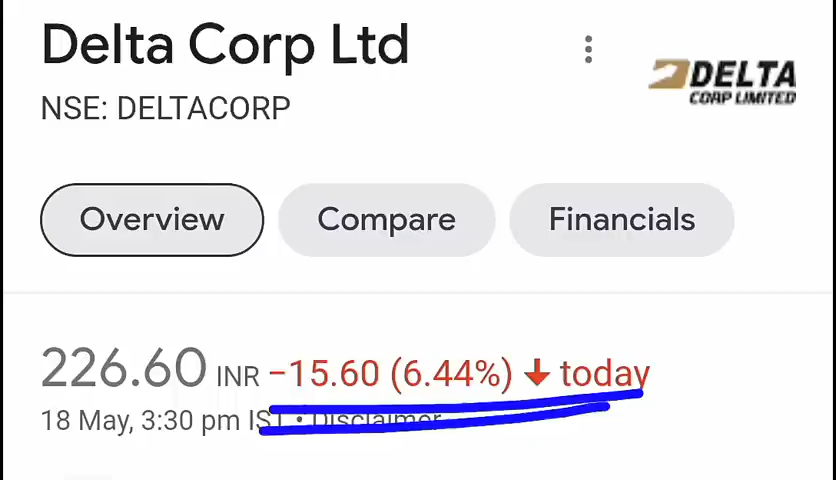 Delta Corp Ltd
NSE: DELTACORP
DELTA
CORP LIMITED
Overview Compare Financials
226.60 INR −15.60 (6.44%) ↓ today
18 May, 3:30 pm IST • Disclaimer